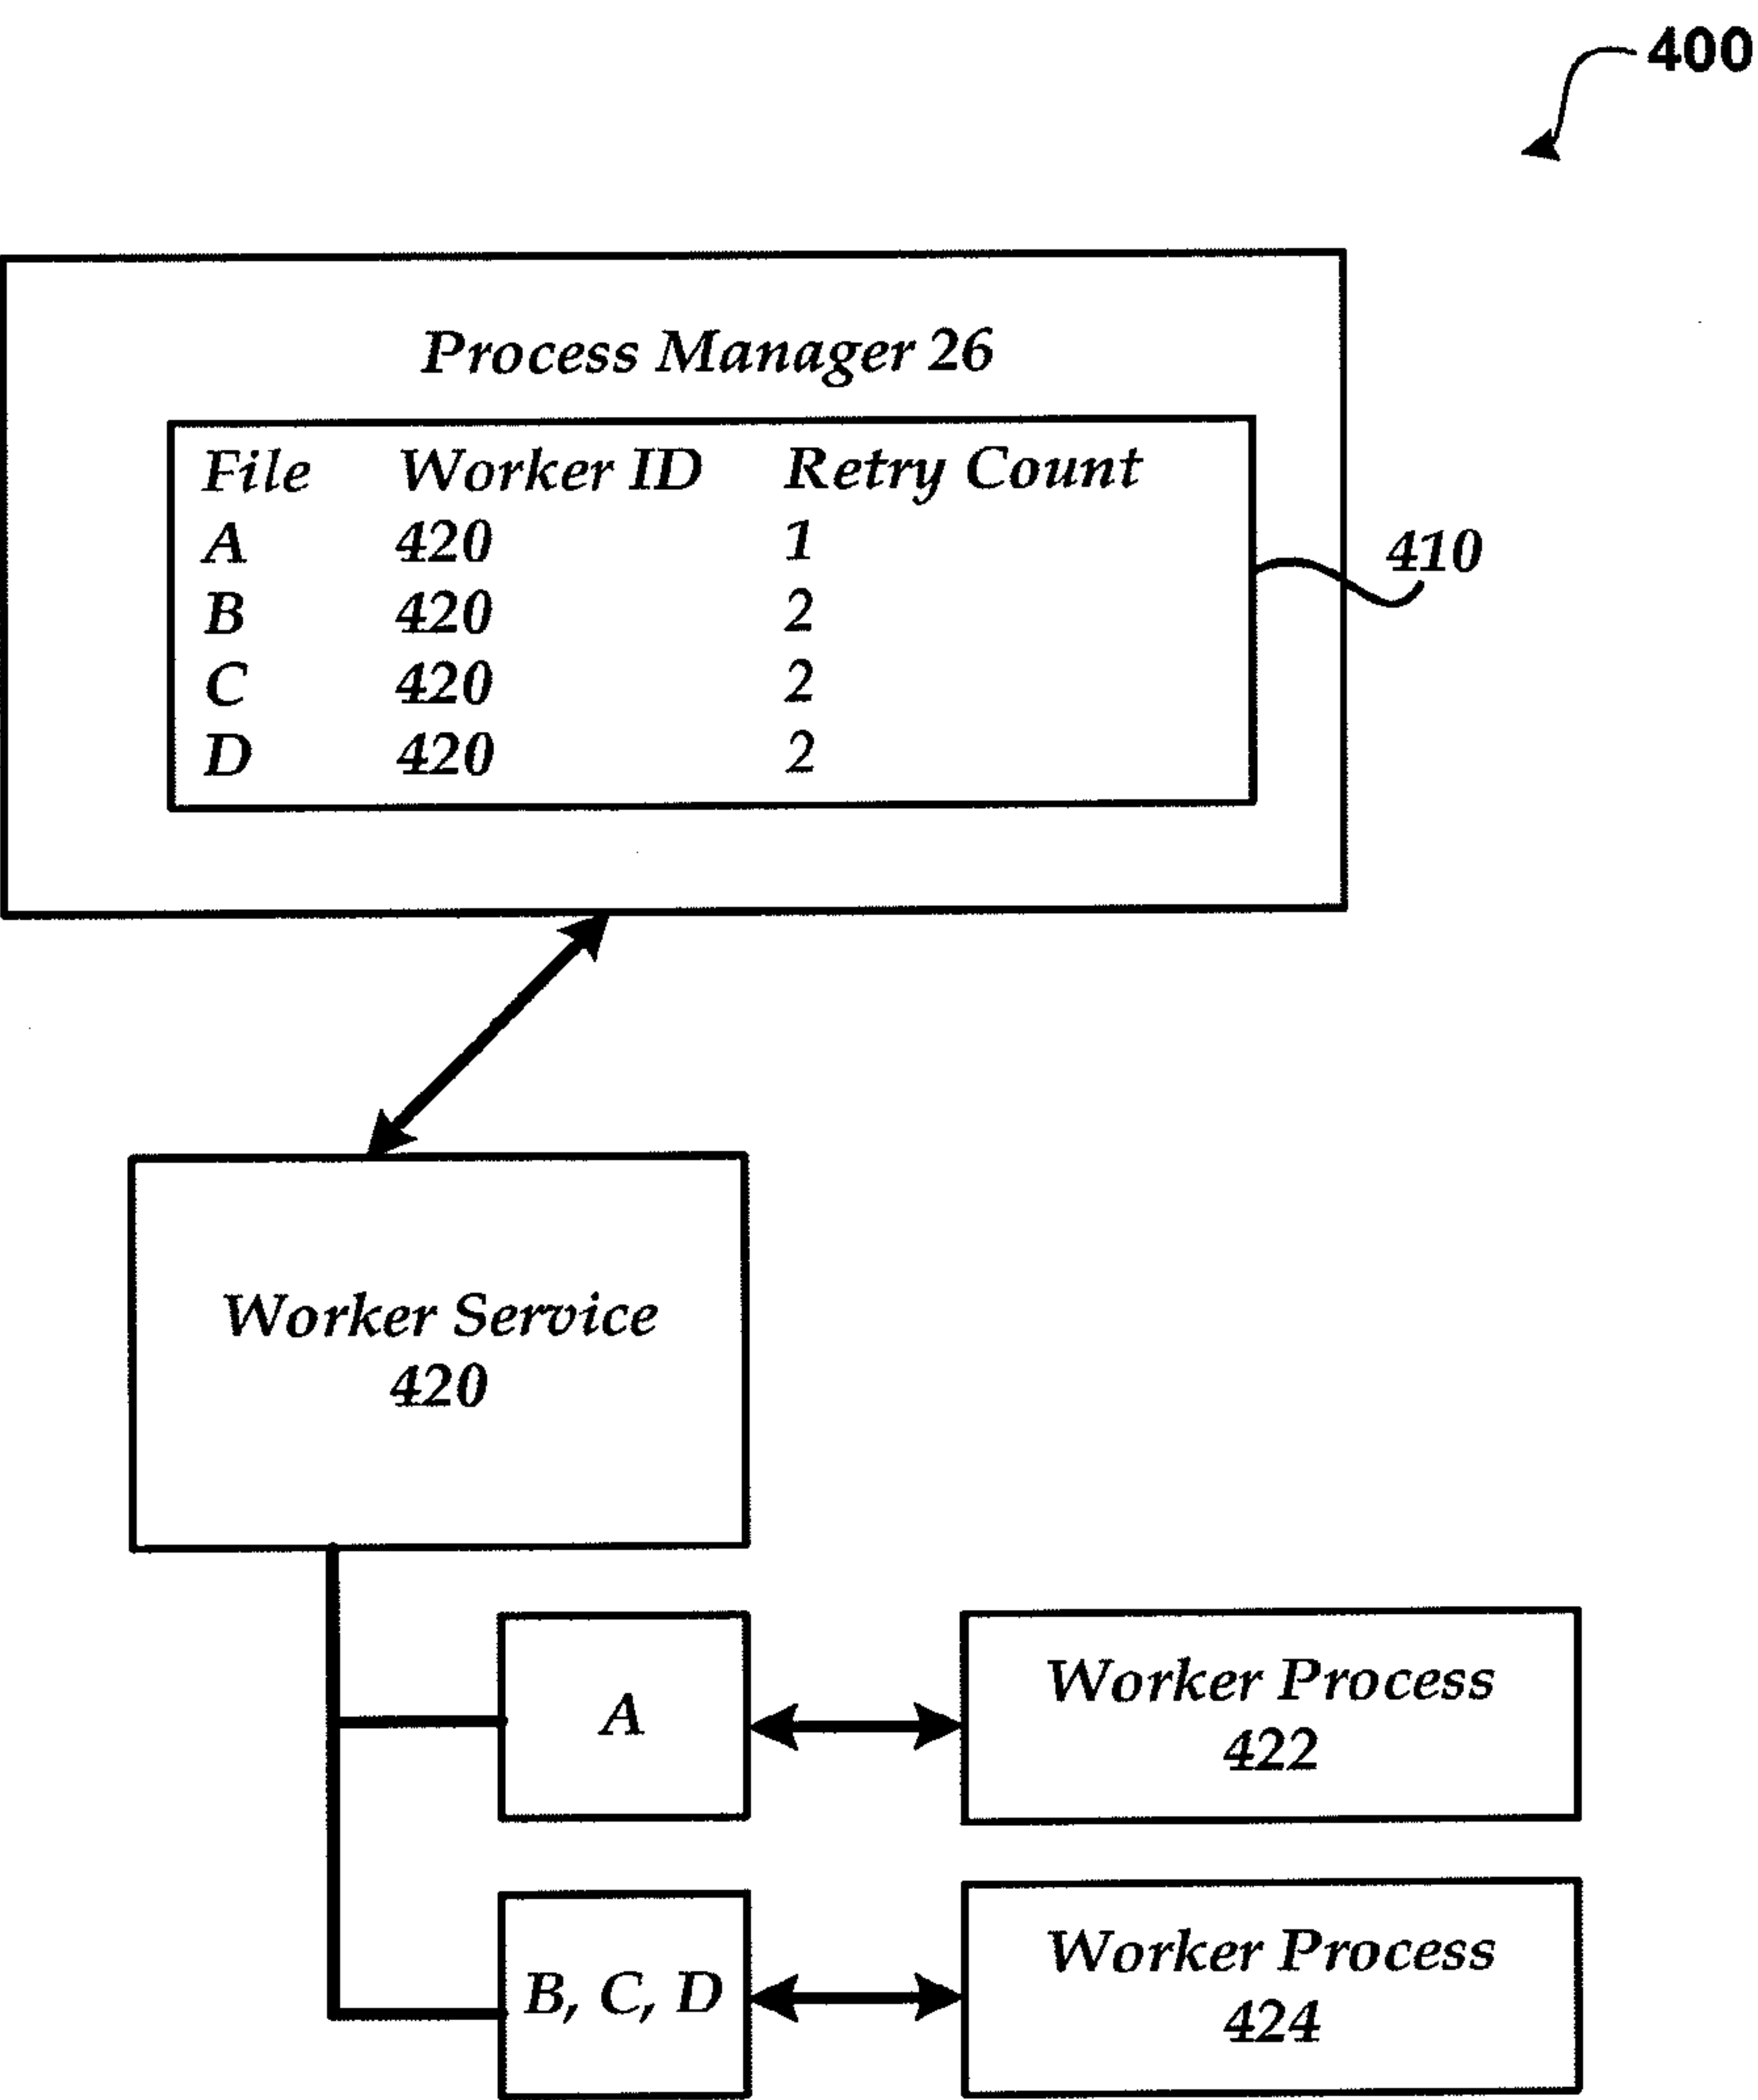 400
Process Manager 26
File Worker ID Retry Count
A 420 1
B 420 2
C 420 2
D 420 2
410
Worker Service
420
A
Worker Process
422
B, C, D
Worker Process
424